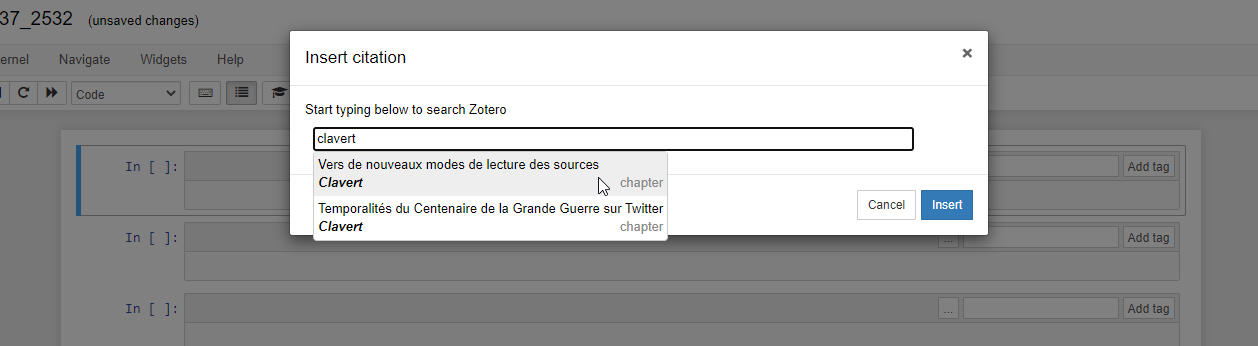 37_2532 (unsaved changes)
ernel Navigate Widgets Help
Code
Insert citation
×
Start typing below to search Zotero
clavert
Vers de nouveaux modes de lecture des sources
Clavert chapter
Temporalités du Centenaire de la Grande Guerre sur Twitter
Clavert chapter
Cancel Insert
In [ ]: Add tag
In [ ]: ... Add tag
In [ ]: ... Add tag